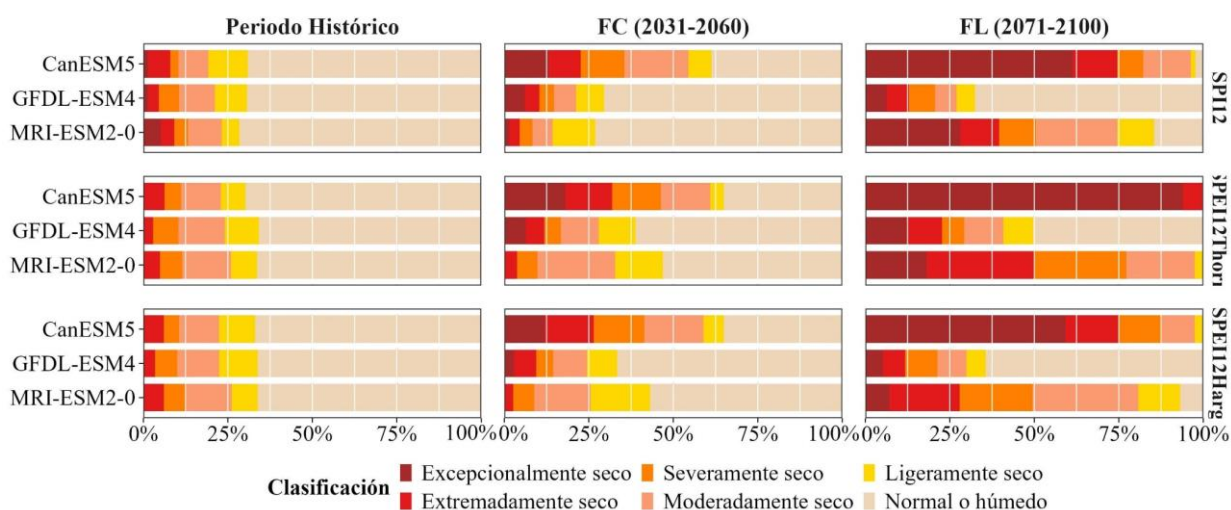 Periodo Histórico FC (2031-2060) FL (2071-2100)
CanESM5
GFDL-ESM4
MRI-ESM2-0
SPI12
CanESM5
GFDL-ESM4
MRI-ESM2-0
CanESM5
GFDL-ESM4
MRI-ESM2-0
SPEI12Harg
0% 25% 50% 75% 100% 0% 25% 50% 75% 100% 0% 25% 50% 75% 100%
Clasificación
Excepcionalmente seco Severamente seco Ligeramente seco
Extremadamente seco Moderadamente seco Normal o húmedo